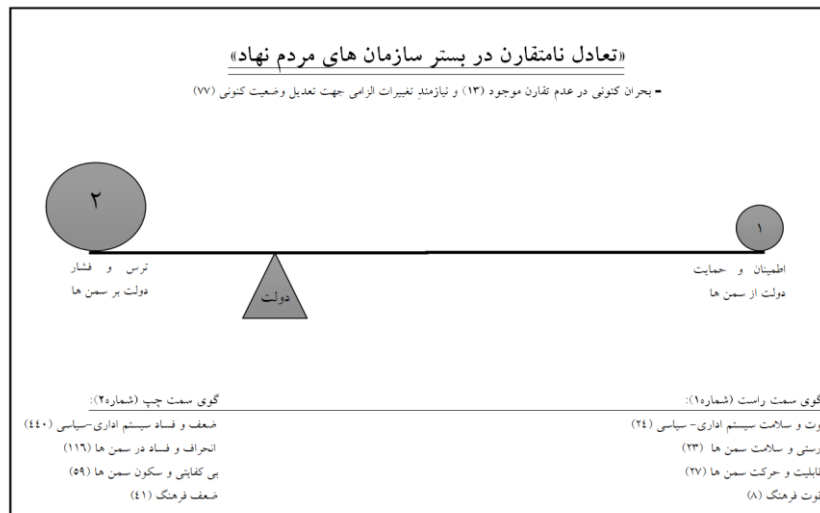 «تعادل نامتقارن در بستر سازمان های مردم نهاد»
- بحران کنونی در عدم تقارن موجود (۱۳) و نیازمندِ تغییرات الزامی جهت تعدیل وضعیت کنونی (۷۷)
۱
۲
اطمینان و حمایت
دولت از سمن ها
ترس و فشار
دولت بر سمن ها
دولت
گوی سمت راست (شماره۱):
وت و سلامت سیستم اداری- سیاسی (۲۴)
رستی و سلامت سمن ها (۲۳)
قابلیت و حرکت سمن ها (۲۷)
قوت فرهنگ (۸)
گوی سمت چپ (شماره۲):
ضعف و فساد سیستم اداری-سیاسی (۴۴۰)
انحراف و فساد در سمن ها (۱۱۶)
بی کفایتی و سکون سمن ها (۵۹)
ضعف فرهنگ (۴۱)